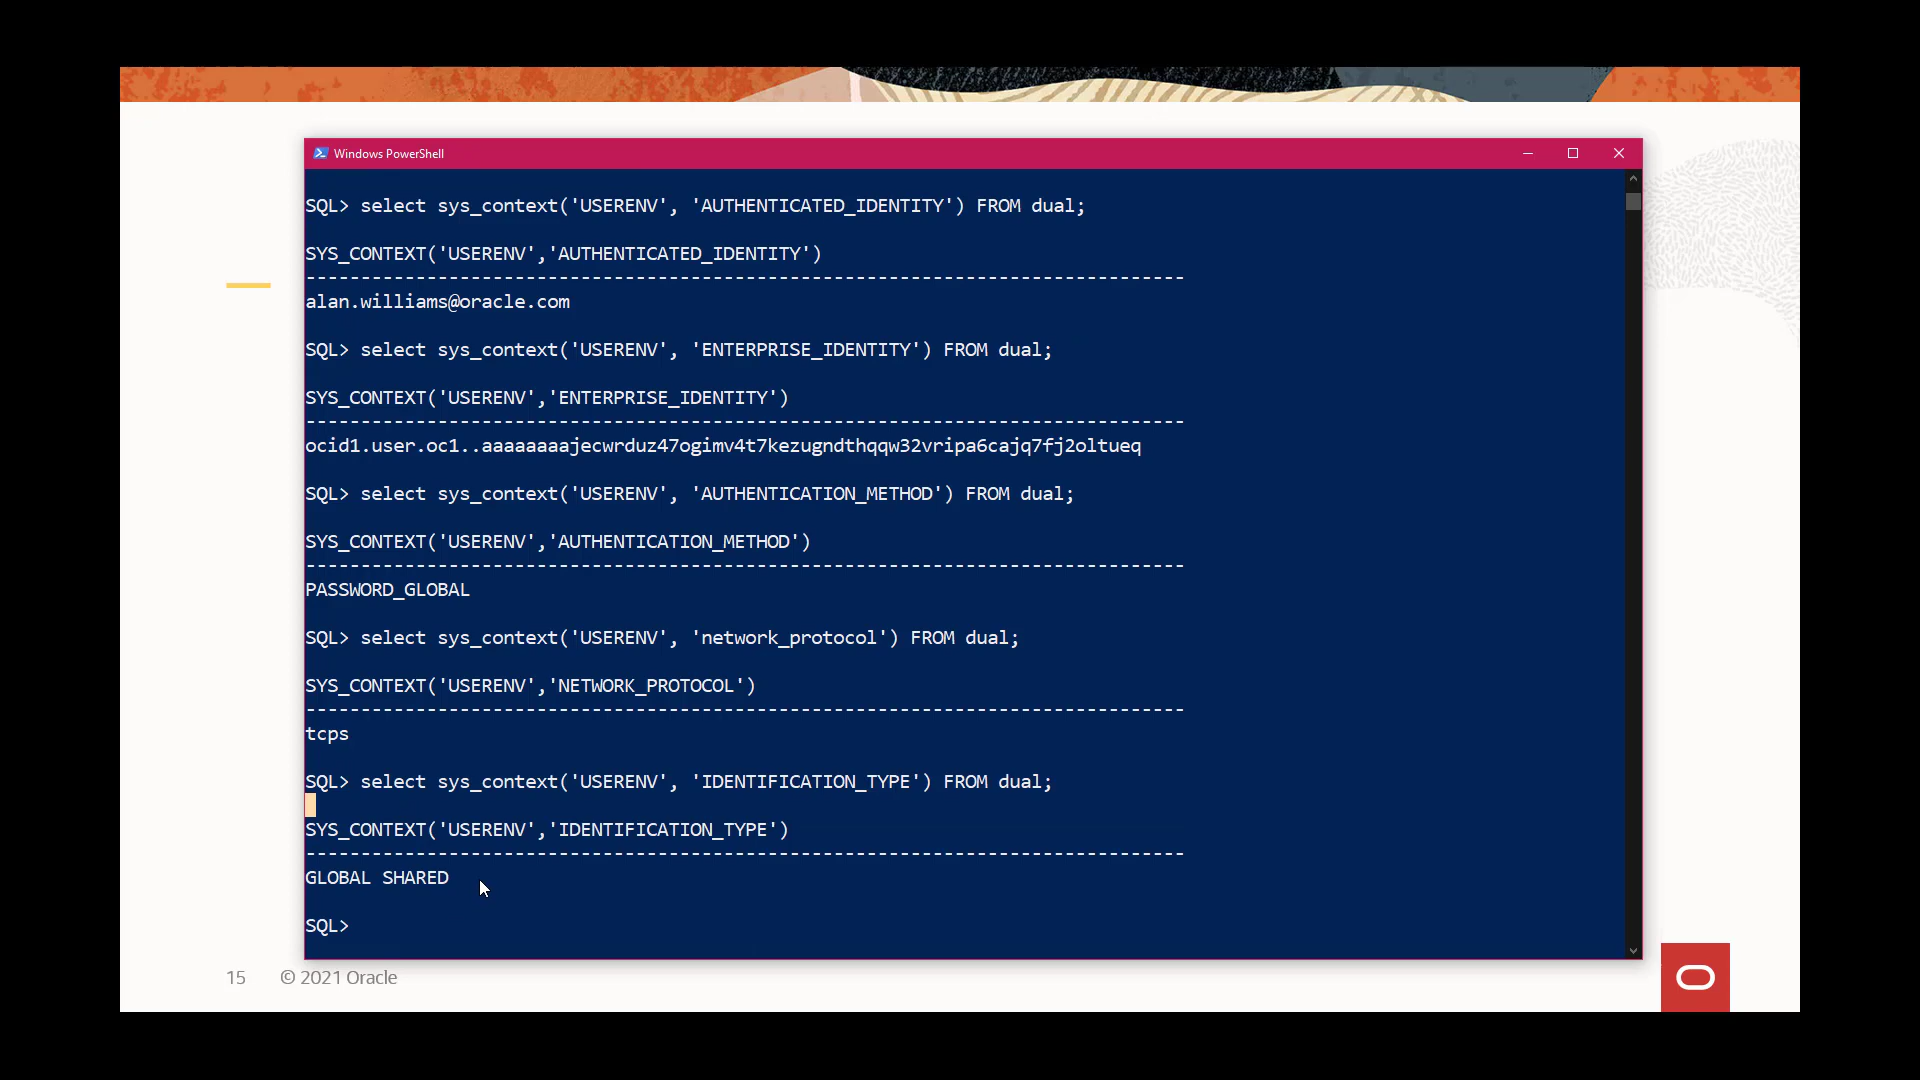 Windows PowerShell
SQL> select sys_context('USERENV', 'AUTHENTICATED_IDENTITY') FROM dual;
SYS_CONTEXT('USERENV','AUTHENTICATED_IDENTITY')
--------------------------------------------------------------------------------
alan.williams@oracle.com
SQL> select sys_context('USERENV', 'ENTERPRISE_IDENTITY') FROM dual;
SYS_CONTEXT('USERENV','ENTERPRISE_IDENTITY')
--------------------------------------------------------------------------------
ocid1.user.oc1..aaaaaaaajecwrduz47ogimv4t7kezugndthqqw32vripa6cajq7fj2oltueq
SQL> select sys_context('USERENV', 'AUTHENTICATION_METHOD') FROM dual;
SYS_CONTEXT('USERENV','AUTHENTICATION_METHOD')
--------------------------------------------------------------------------------
PASSWORD_GLOBAL
SQL> select sys_context('USERENV', 'network_protocol') FROM dual;
SYS_CONTEXT('USERENV','NETWORK_PROTOCOL')
--------------------------------------------------------------------------------
tcps
SQL> select sys_context('USERENV', 'IDENTIFICATION_TYPE') FROM dual;
SYS_CONTEXT('USERENV','IDENTIFICATION_TYPE')
--------------------------------------------------------------------------------
GLOBAL SHARED
SQL>
15 © 2021 Oracle